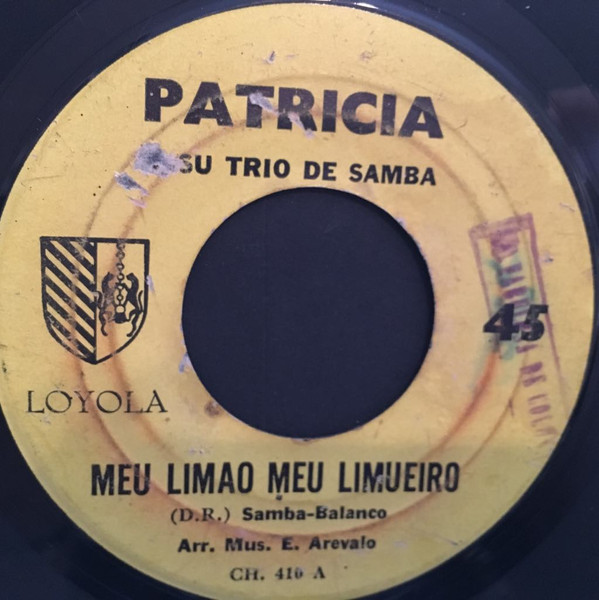 PATRICIA
SU TRIO DE SAMBA
45
LOYOLA
MEU LIMAO MEU LIMUEIRO
(D.R.) Samba-Balanco
Arr. Mus. E. Arevalo
CH. 410 A